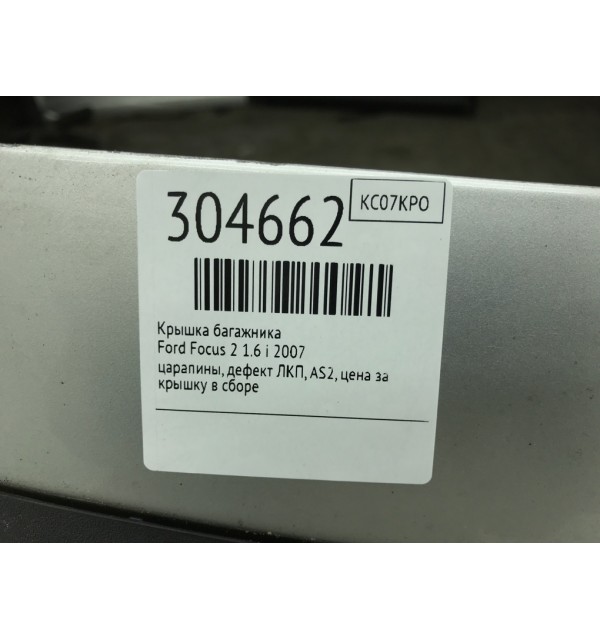 304662
KC07KPO
Крышка багажника
Ford Focus 2 1.6 i 2007
царапины, дефект ЛКП, AS2, цена за
крышку в сборе